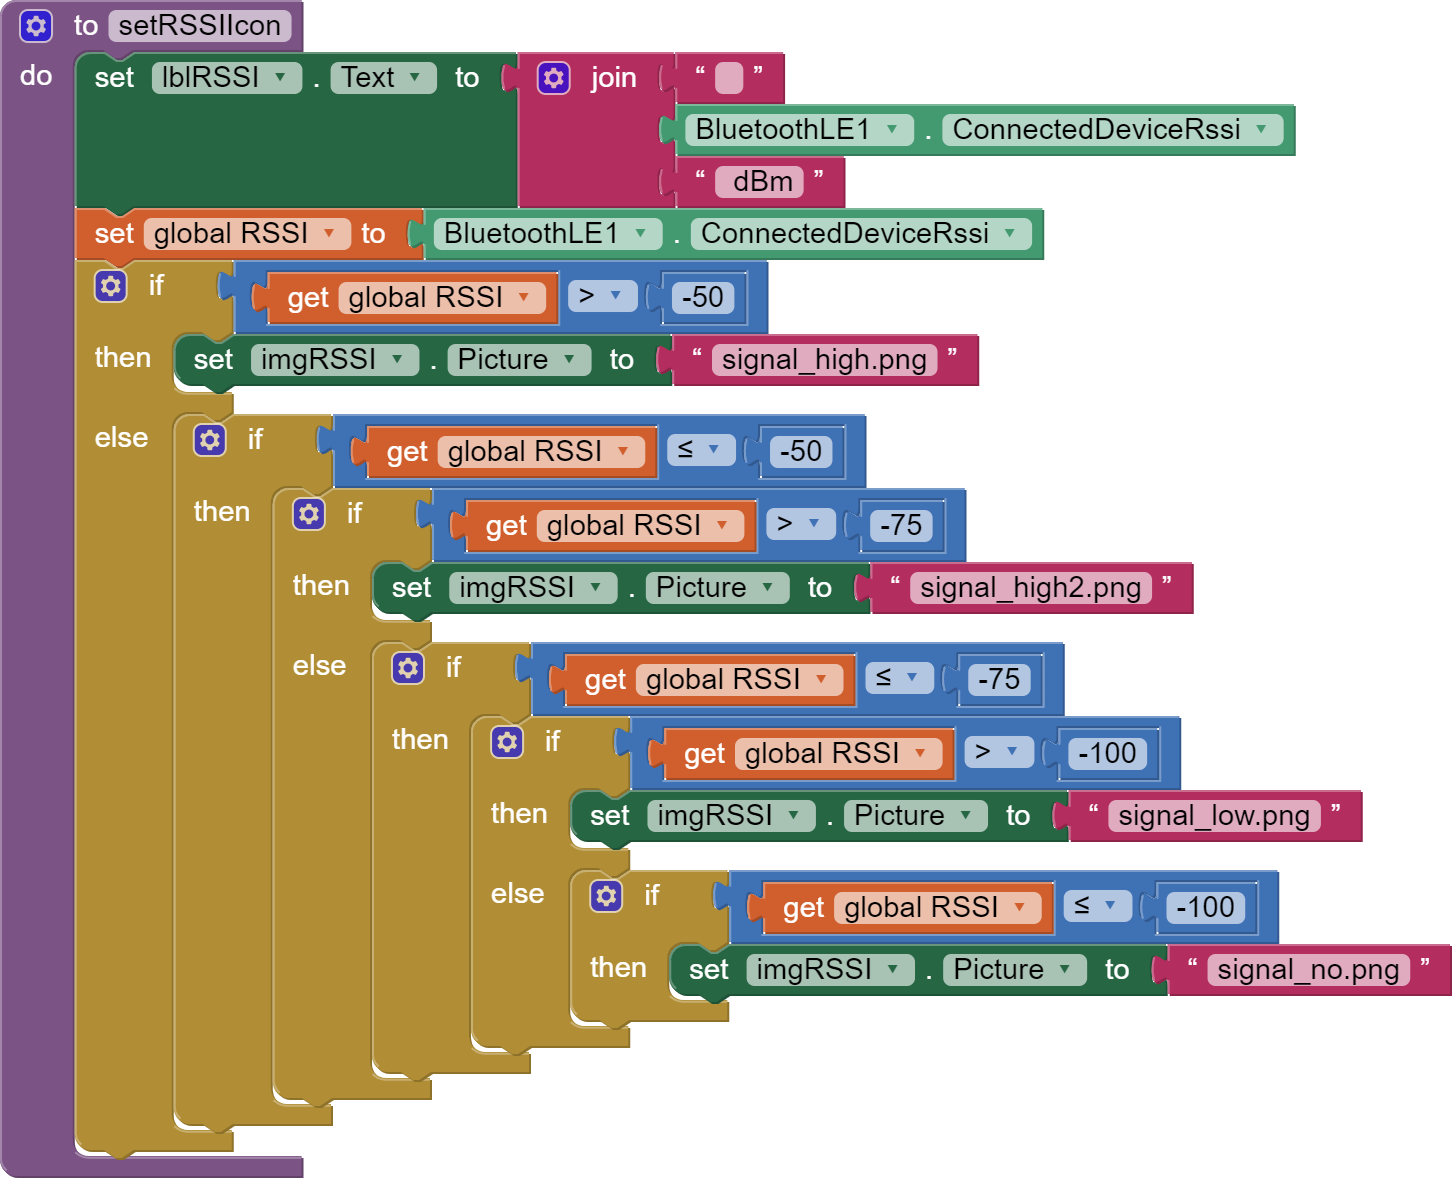 to setRSSIIcon
do set lblRSSI . Text to join “ ”
BluetoothLE1 . ConnectedDeviceRssi
“ dBm ”
set global RSSI to BluetoothLE1 . ConnectedDeviceRssi
if get global RSSI > -50
then set imgRSSI . Picture to “ signal_high.png ”
else if get global RSSI ≤ -50
then if get global RSSI > -75
then set imgRSSI . Picture to “ signal_high2.png ”
else if get global RSSI ≤ -75
then if get global RSSI > -100
then set imgRSSI . Picture to “ signal_low.png ”
else if get global RSSI ≤ -100
then set imgRSSI . Picture to “ signal_no.png ”